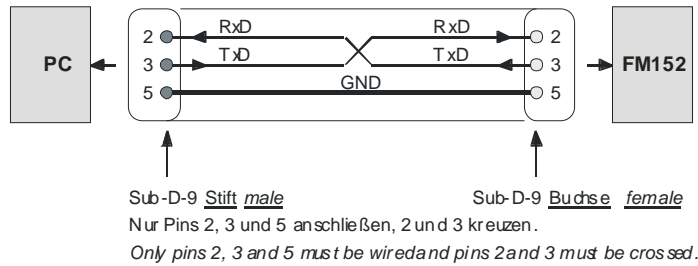 2 RxD RxD 2
PC 3 TxD TxD 3 FM152
5 GND 5
Sub-D-9 Stift male Sub-D-9 Buchse female
Nur Pins 2, 3 und 5 anschließen, 2 und 3 kreuzen.
Only pins 2, 3 and 5 must be wiredand pins 2 and 3 must be crossed.